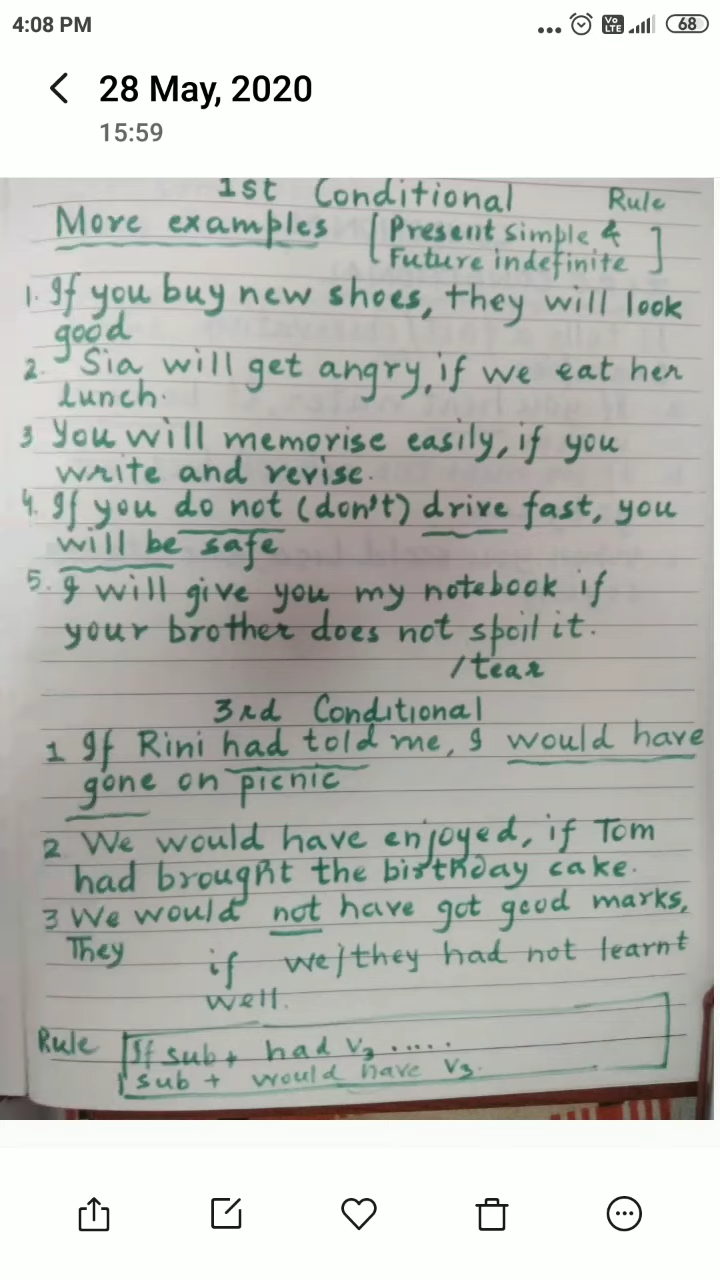 4:08 PM
Vo LTE 68
28 May, 2020
15:59
1st Conditional Rule
More examples [Present simple &
Future indefinite]
1. If you buy new shoes, they will look
good
2. Sia will get angry, if we eat her
lunch.
3 You will memorise easily, if you
write and revise.
4. If you do not (don't) drive fast, you
will be safe
5. I will give you my notebook if
your brother does not spoil it.
/tear
3rd Conditional
1 If Rini had told me, I would have
gone on picnic
2 We would have enjoyed, if Tom
had brought the birthday cake.
3 We would not have got good marks,
They if we/they had not learnt
well.
Rule If sub + had V3 .....
sub + would have V3.